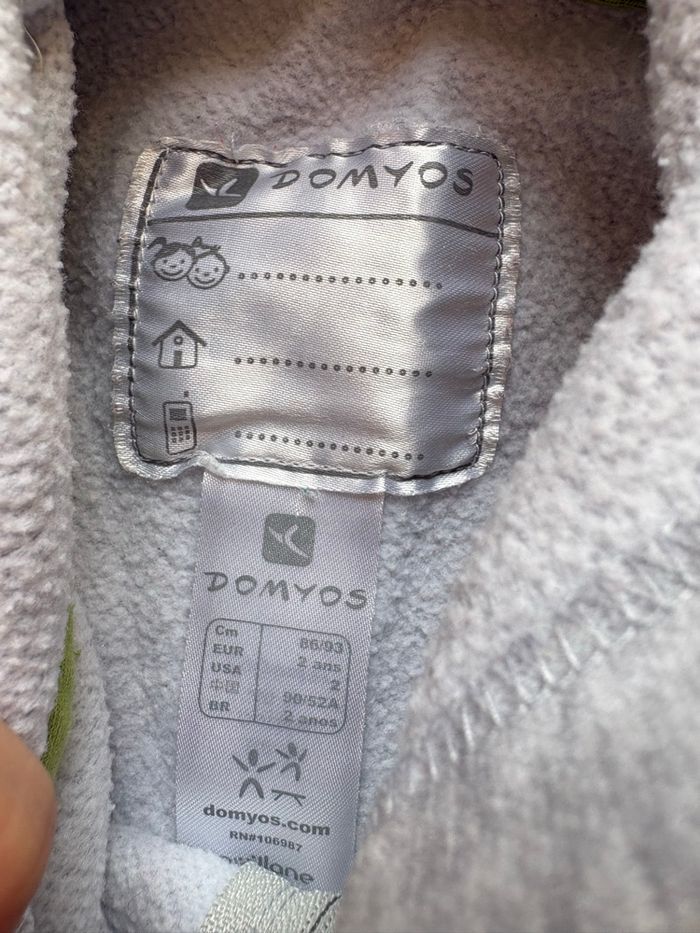 DOMYOS
DOMYOS
Cm 86/93
EUR 2 ans
USA 2
中国 90/52A
BR 2 anos
domyos.com
RN#106987